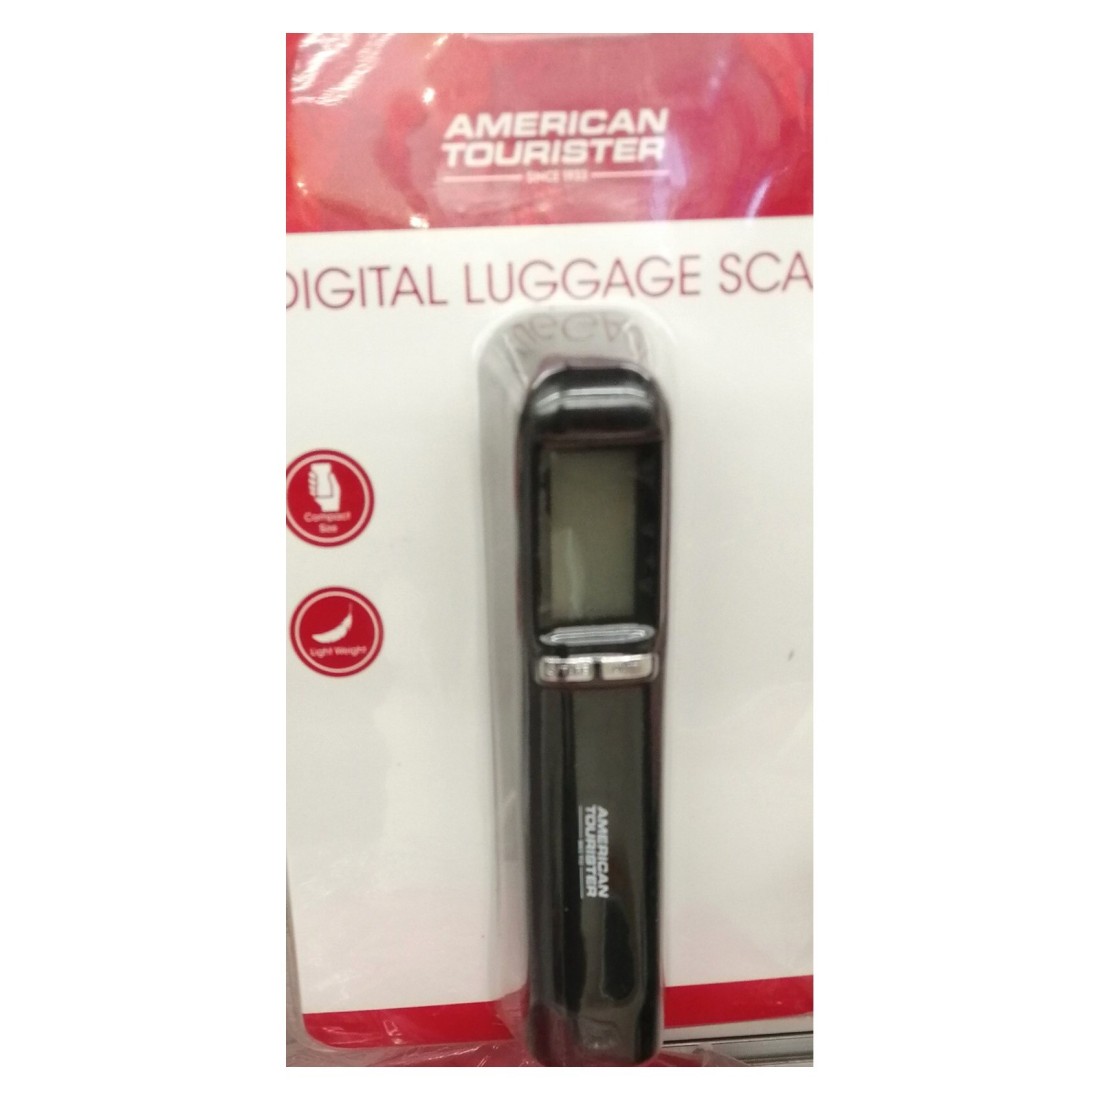 AMERICAN
TOURISTER
SINCE 1933
DIGITAL LUGGAGE SCA
Compact
Size
Light Weight
AMERICAN
TOURISTER